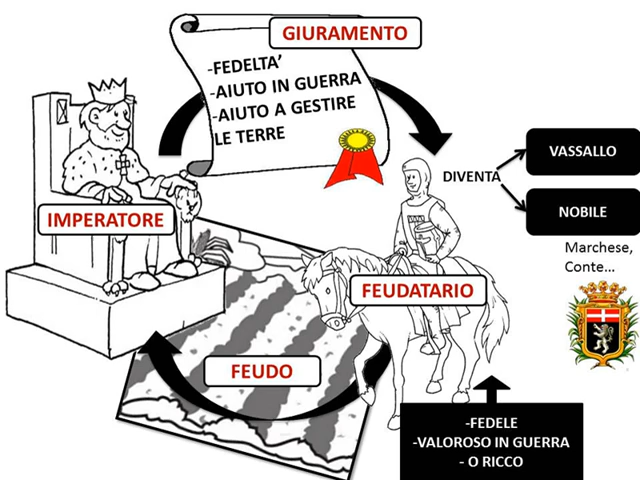 GIURAMENTO
-FEDELTA'
-AIUTO IN GUERRA
-AIUTO A GESTIRE
LE TERRE
IMPERATORE
DIVENTA
VASSALLO
NOBILE
Marchese,
Conte...
FEUDATARIO
FEUDO
-FEDELE
-VALOROSO IN GUERRA
- O RICCO